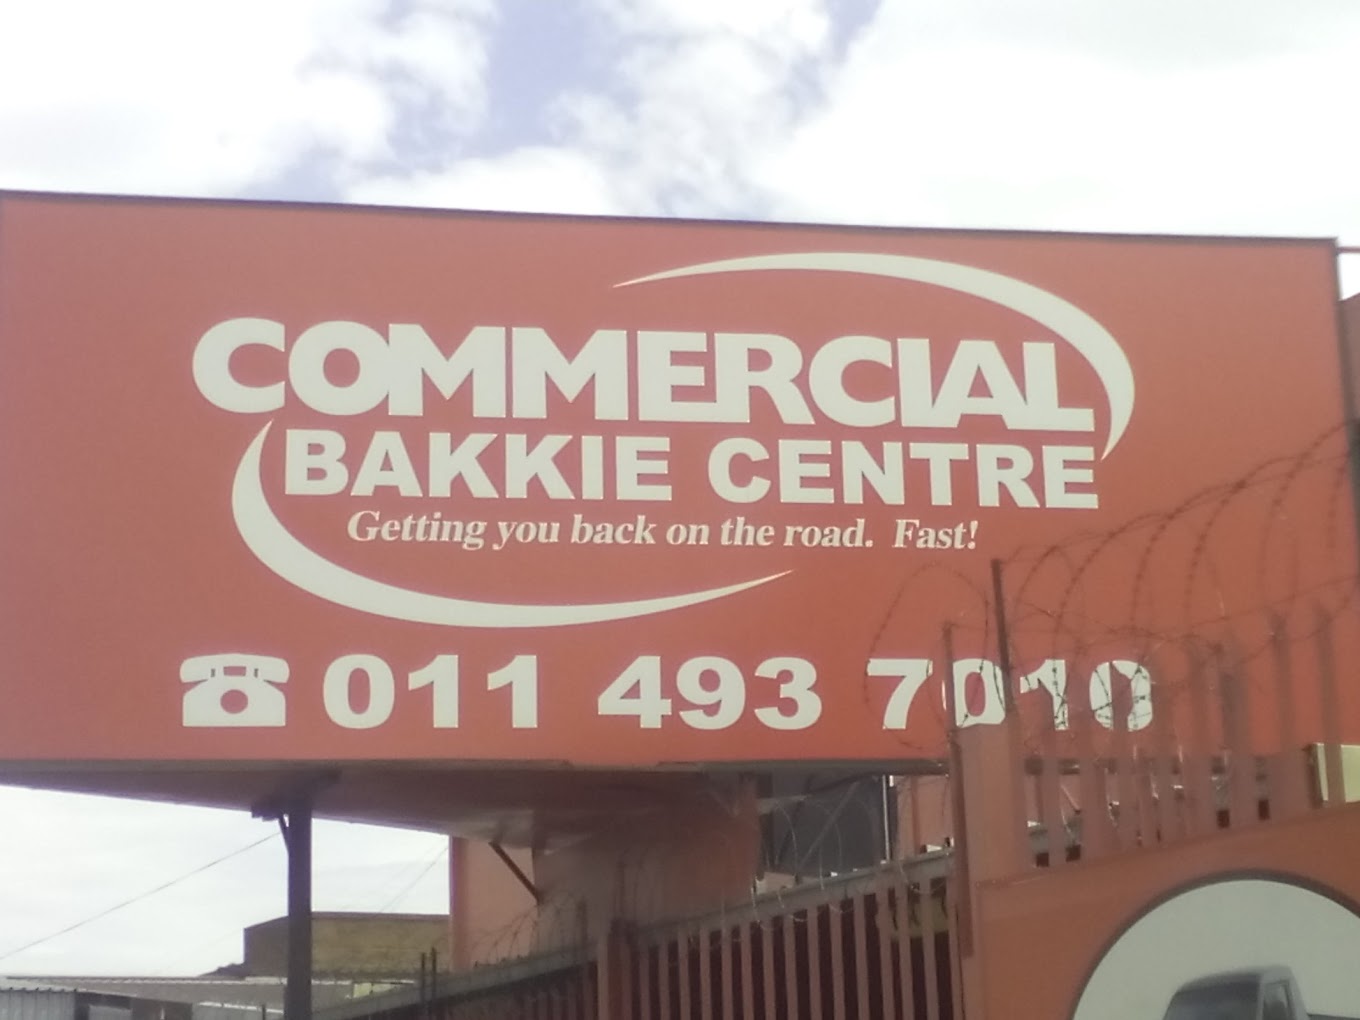 COMMERCIAL
BAKKIE CENTRE
Getting you back on the road. Fast!
011 493 7010